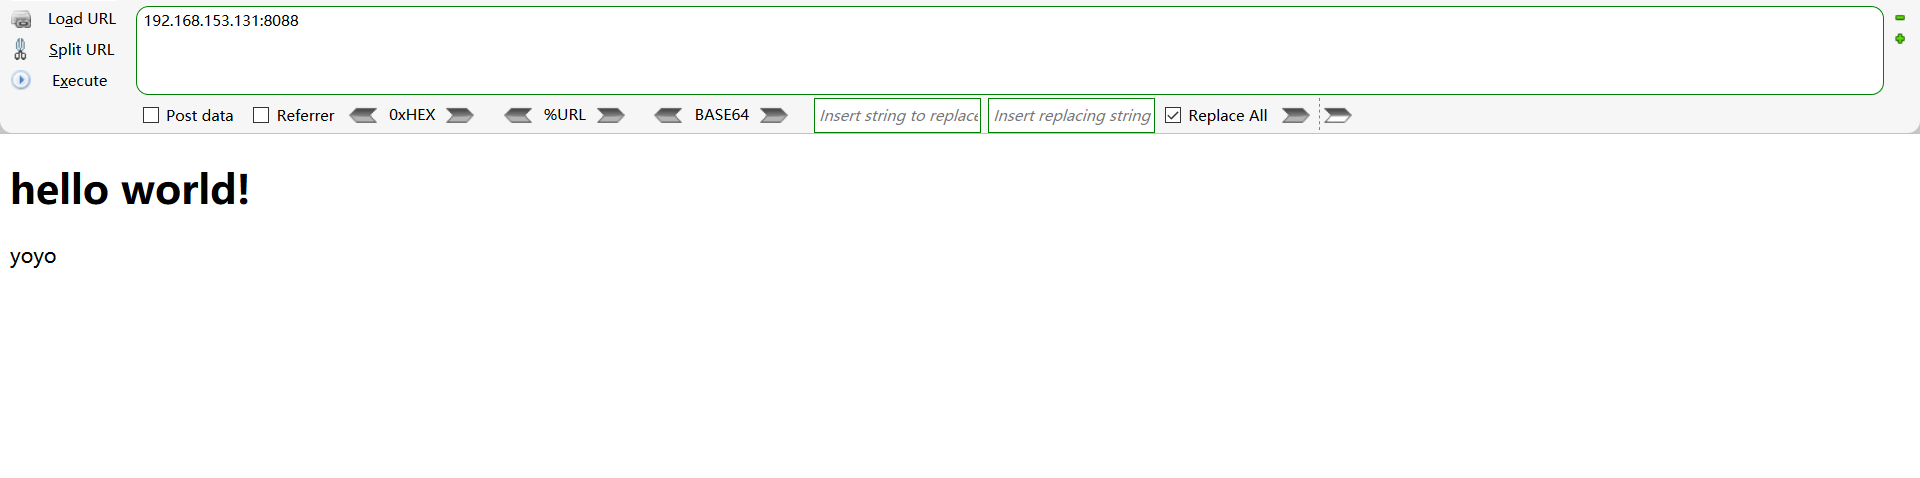 Load URL
192.168.153.131:8088
Split URL
Execute
Post data Referrer 0xHEX %URL BASE64 Insert string to replace Insert replacing string Replace All
hello world!
yoyo